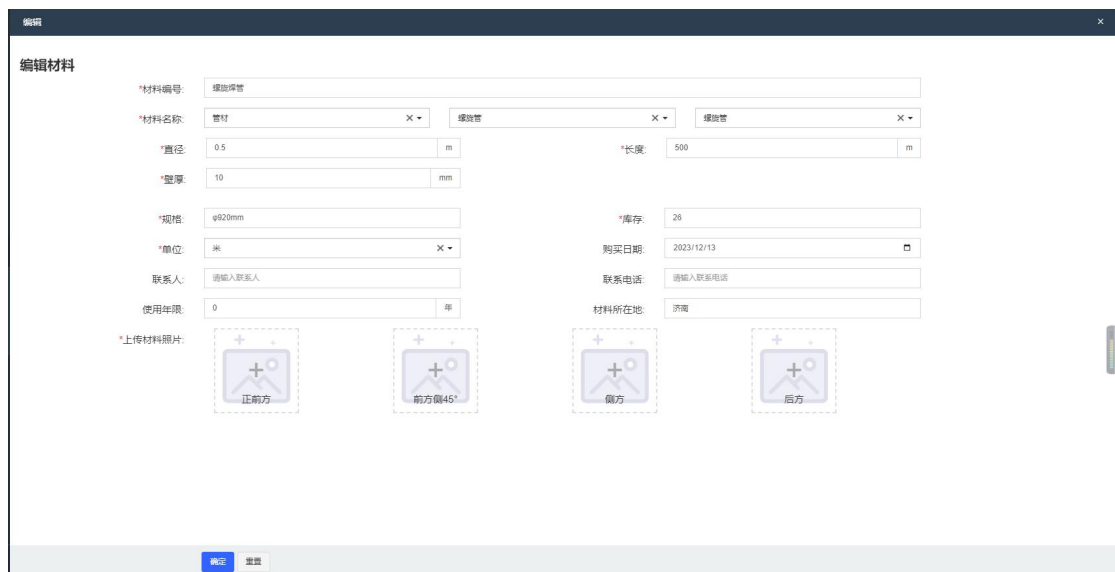 编辑 ×
编辑材料
*材料编号: 螺旋焊管
*材料名称: 管材 × 螺旋管 × 螺旋管 ×
*直径: 0.5 m *长度: 500 m
*壁厚: 10 mm
*规格: φ920mm *库存: 26
*单位: 米 × 购买日期: 2023/12/13
联系人: 请输入联系人 联系电话: 请输入联系电话
使用年限: 0 年 材料所在地: 济南
*上传材料照片: 正前方 前方侧45° 侧方 后方
确定 重置